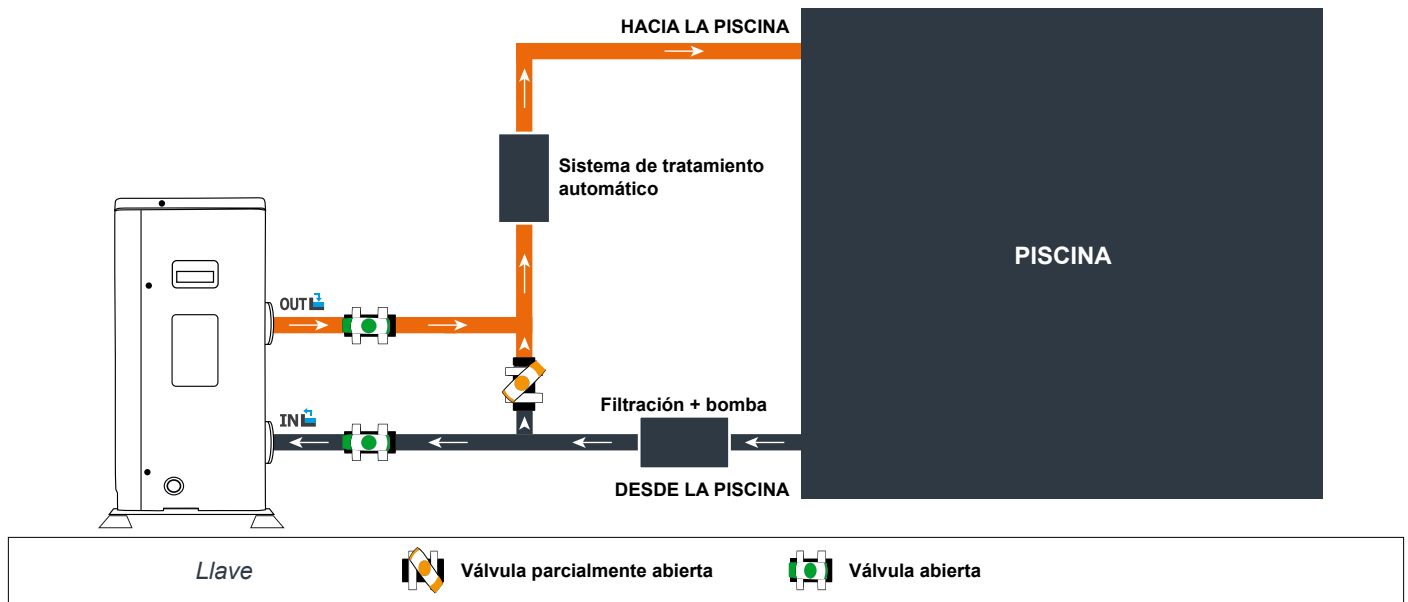 HACIA LA PISCINA
Sistema de tratamiento
automático
PISCINA
OUT
IN
Filtración + bomba
DESDE LA PISCINA
Llave
Válvula parcialmente abierta
Válvula abierta